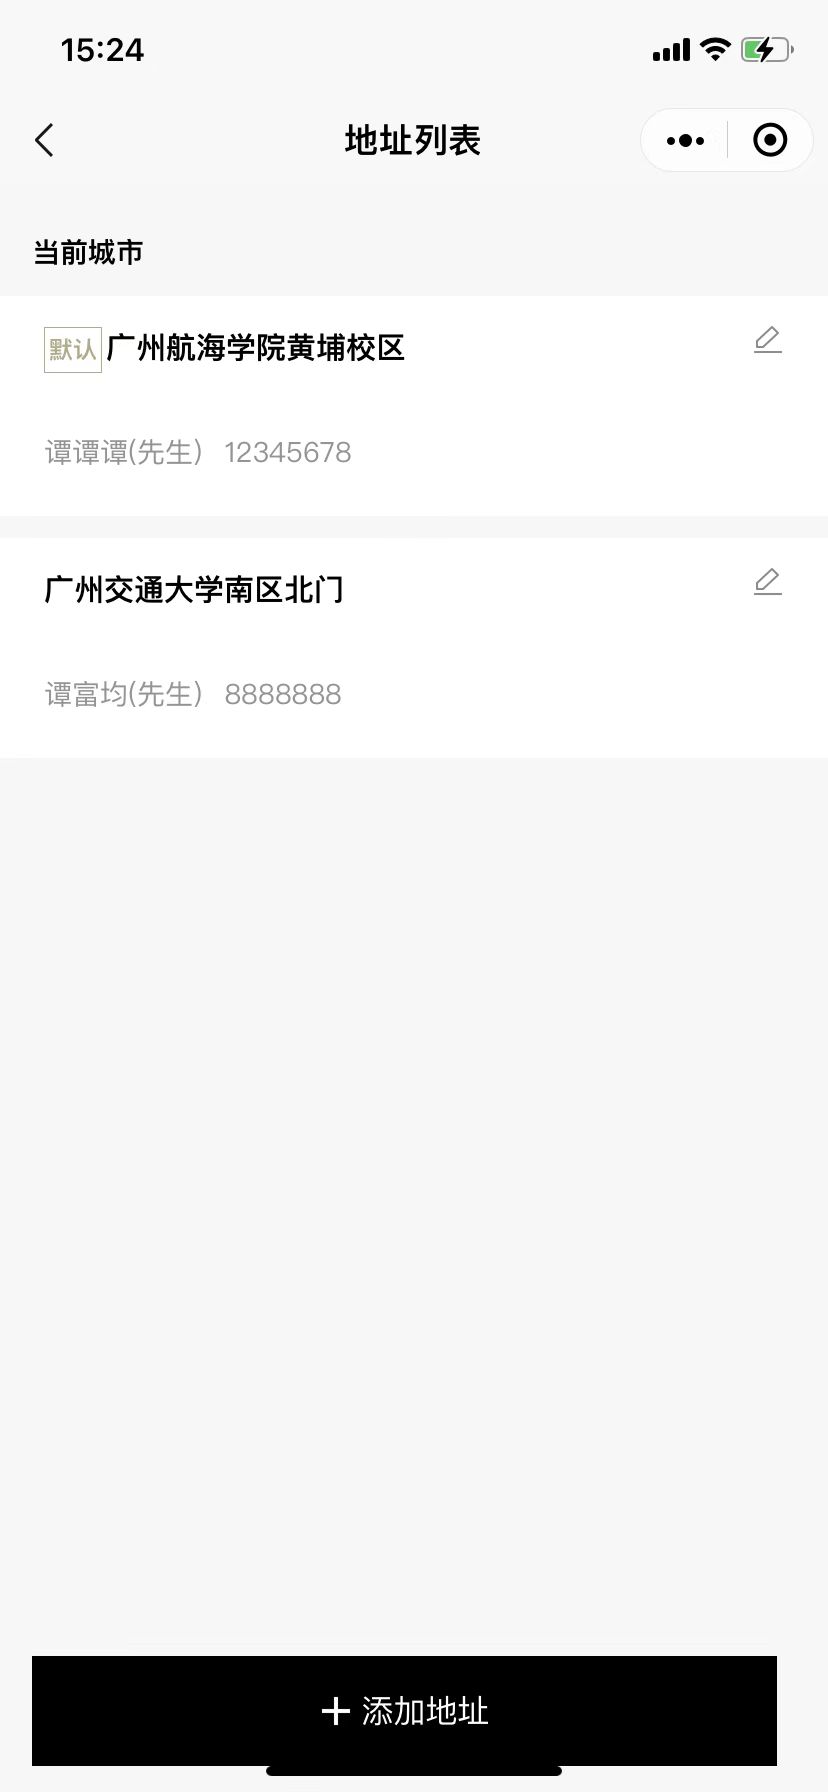 15:24
地址列表
当前城市
默认 广州航海学院黄埔校区
谭谭谭(先生) 12345678
广州交通大学南区北门
谭富均(先生) 8888888
添加地址